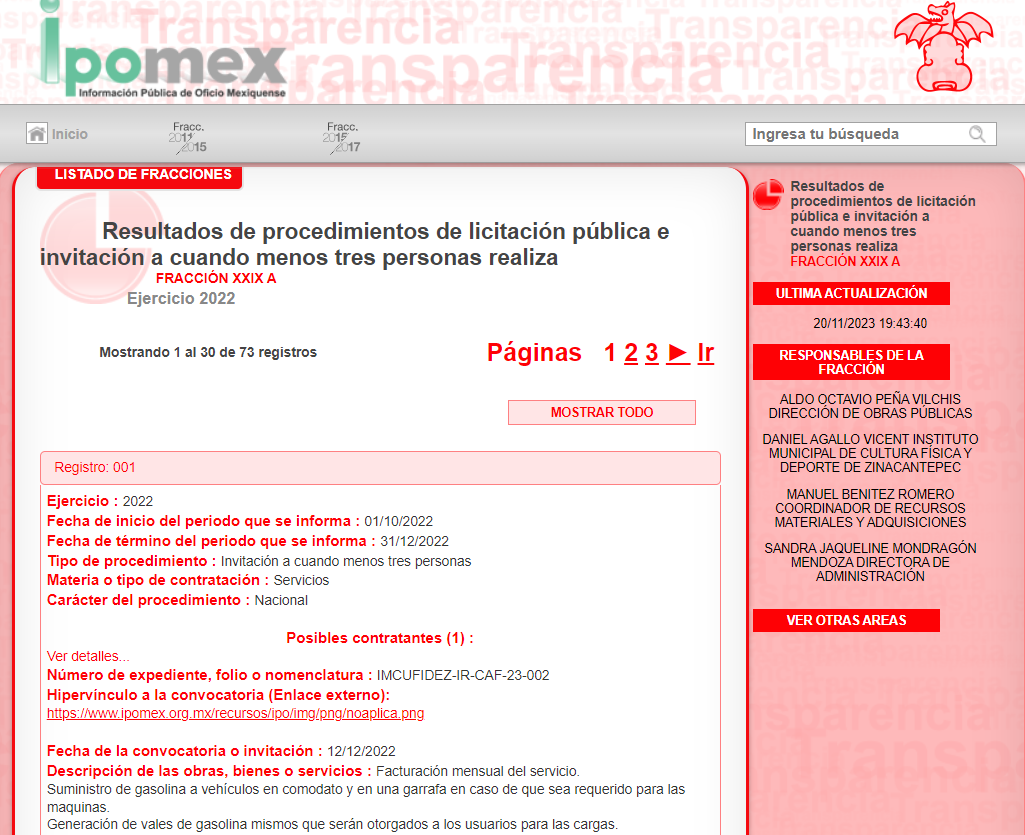 ipomex
Información Pública de Oficio Mexiquense
Transparencia
Inicio
Fracc.
2011
2015
Fracc.
2015
2017
Ingresa tu búsqueda
LISTADO DE FRACCIONES
Resultados de procedimientos de licitación pública e
invitación a cuando menos tres personas realiza
FRACCIÓN XXIX A
Ejercicio 2022
Mostrando 1 al 30 de 73 registros
Páginas 1 2 3 ► Ir
MOSTRAR TODO
Registro: 001
Ejercicio : 2022
Fecha de inicio del periodo que se informa : 01/10/2022
Fecha de término del periodo que se informa : 31/12/2022
Tipo de procedimiento : Invitación a cuando menos tres personas
Materia o tipo de contratación : Servicios
Carácter del procedimiento : Nacional
Posibles contratantes (1) :
Ver detalles...
Número de expediente, folio o nomenclatura : IMCUFIDEZ-IR-CAF-23-002
Hipervínculo a la convocatoria (Enlace externo):
https://www.ipomex.org.mx/recursos/ipo/img/png/noaplica.png
Fecha de la convocatoria o invitación : 12/12/2022
Descripción de las obras, bienes o servicios : Facturación mensual del servicio.
Suministro de gasolina a vehículos en comodato y en una garrafa en caso de que sea requerido para las
maquinas.
Generación de vales de gasolina mismos que serán otorgados a los usuarios para las cargas.
Resultados de
procedimientos de licitación
pública e invitación a
cuando menos tres
personas realiza
FRACCIÓN XXIX A
ULTIMA ACTUALIZACIÓN
20/11/2023 19:43:40
RESPONSABLES DE LA
FRACCIÓN
ALDO OCTAVIO PEÑA VILCHIS
DIRECCIÓN DE OBRAS PÚBLICAS
DANIEL AGALLO VICENT INSTITUTO
MUNICIPAL DE CULTURA FÍSICA Y
DEPORTE DE ZINACANTEPEC
MANUEL BENITEZ ROMERO
COORDINADOR DE RECURSOS
MATERIALES Y ADQUISICIONES
SANDRA JAQUELINE MONDRAGÓN
MENDOZA DIRECTORA DE
ADMINISTRACIÓN
VER OTRAS AREAS